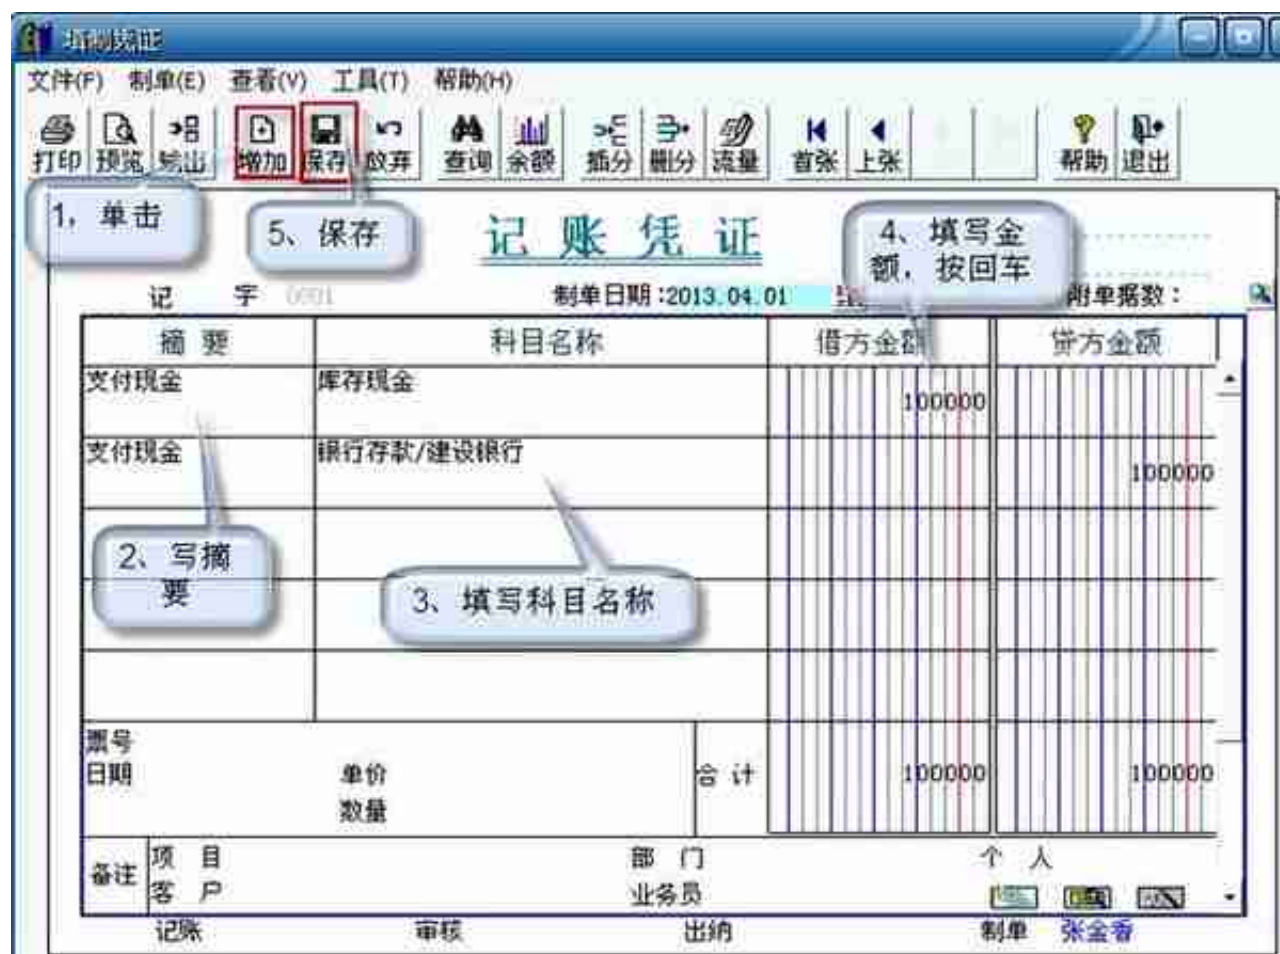 填制凭证
文件(F) 制单(E) 查看(V) 工具(T) 帮助(H)
打印 预览 输出 增加 保存 放弃 查询 余额 插分 删分 流量 首张 上张 帮助 退出
1, 单击
5、保存
记 账 凭 证
4、填写金
额，按回车
记 字 0001 制单日期:2013.04.01 附单据数:
摘 要 科目名称 借方金额 贷方金额
支付现金 库存现金 100000
支付现金 银行存款/建设银行 100000
2、写摘
要
3、填写科目名称
票号
日期 单价 合 计 100000 100000
数量
备注 项 目 部 门 个 人
客 户 业务员
记账 审核 出纳 制单 张金香